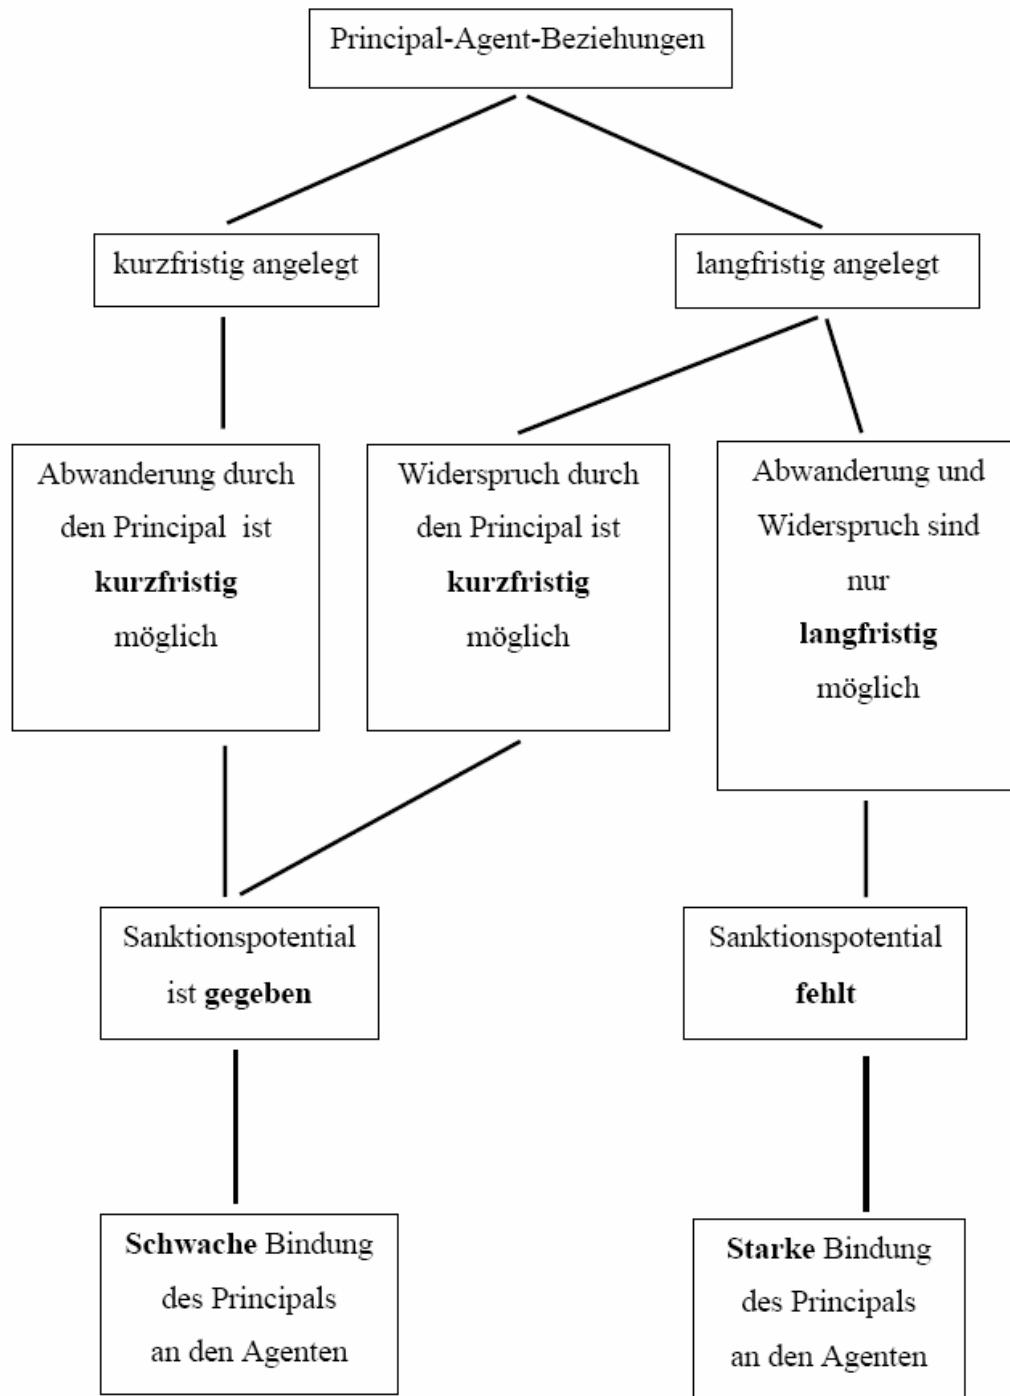 Principal-Agent-Beziehungen
kurzfristig angelegt
langfristig angelegt
Abwanderung durch
den Principal ist
kurzfristig
möglich
Widerspruch durch
den Principal ist
kurzfristig
möglich
Abwanderung und
Widerspruch sind
nur
langfristig
möglich
Sanktionspotential
ist gegeben
Sanktionspotential
fehlt
Schwache Bindung
des Principals
an den Agenten
Starke Bindung
des Principals
an den Agenten